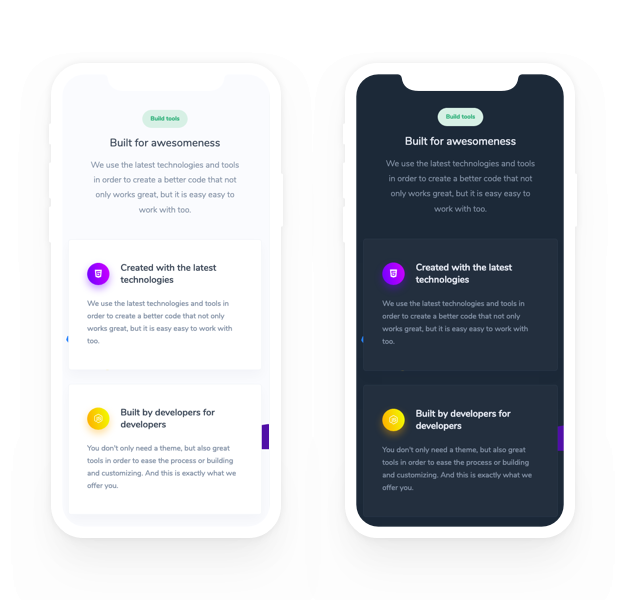 Build tools
Built for awesomeness
We use the latest technologies and tools
in order to create a better code that not
only works great, but it is easy easy to
work with too.
Created with the latest
technologies
We use the latest technologies and tools in
order to create a better code that not only
works great, but it is easy easy to work with
too.
Built by developers for
developers
You don't only need a theme, but also great
tools in order to ease the process or building
and customizing. And this is exactly what we
offer you.
Build tools
Built for awesomeness
We use the latest technologies and tools
in order to create a better code that not
only works great, but it is easy easy to
work with too.
Created with the latest
technologies
We use the latest technologies and tools in
order to create a better code that not only
works great, but it is easy easy to work with
too.
Built by developers for
developers
You don't only need a theme, but also great
tools in order to ease the process or building
and customizing. And this is exactly what we
offer you.